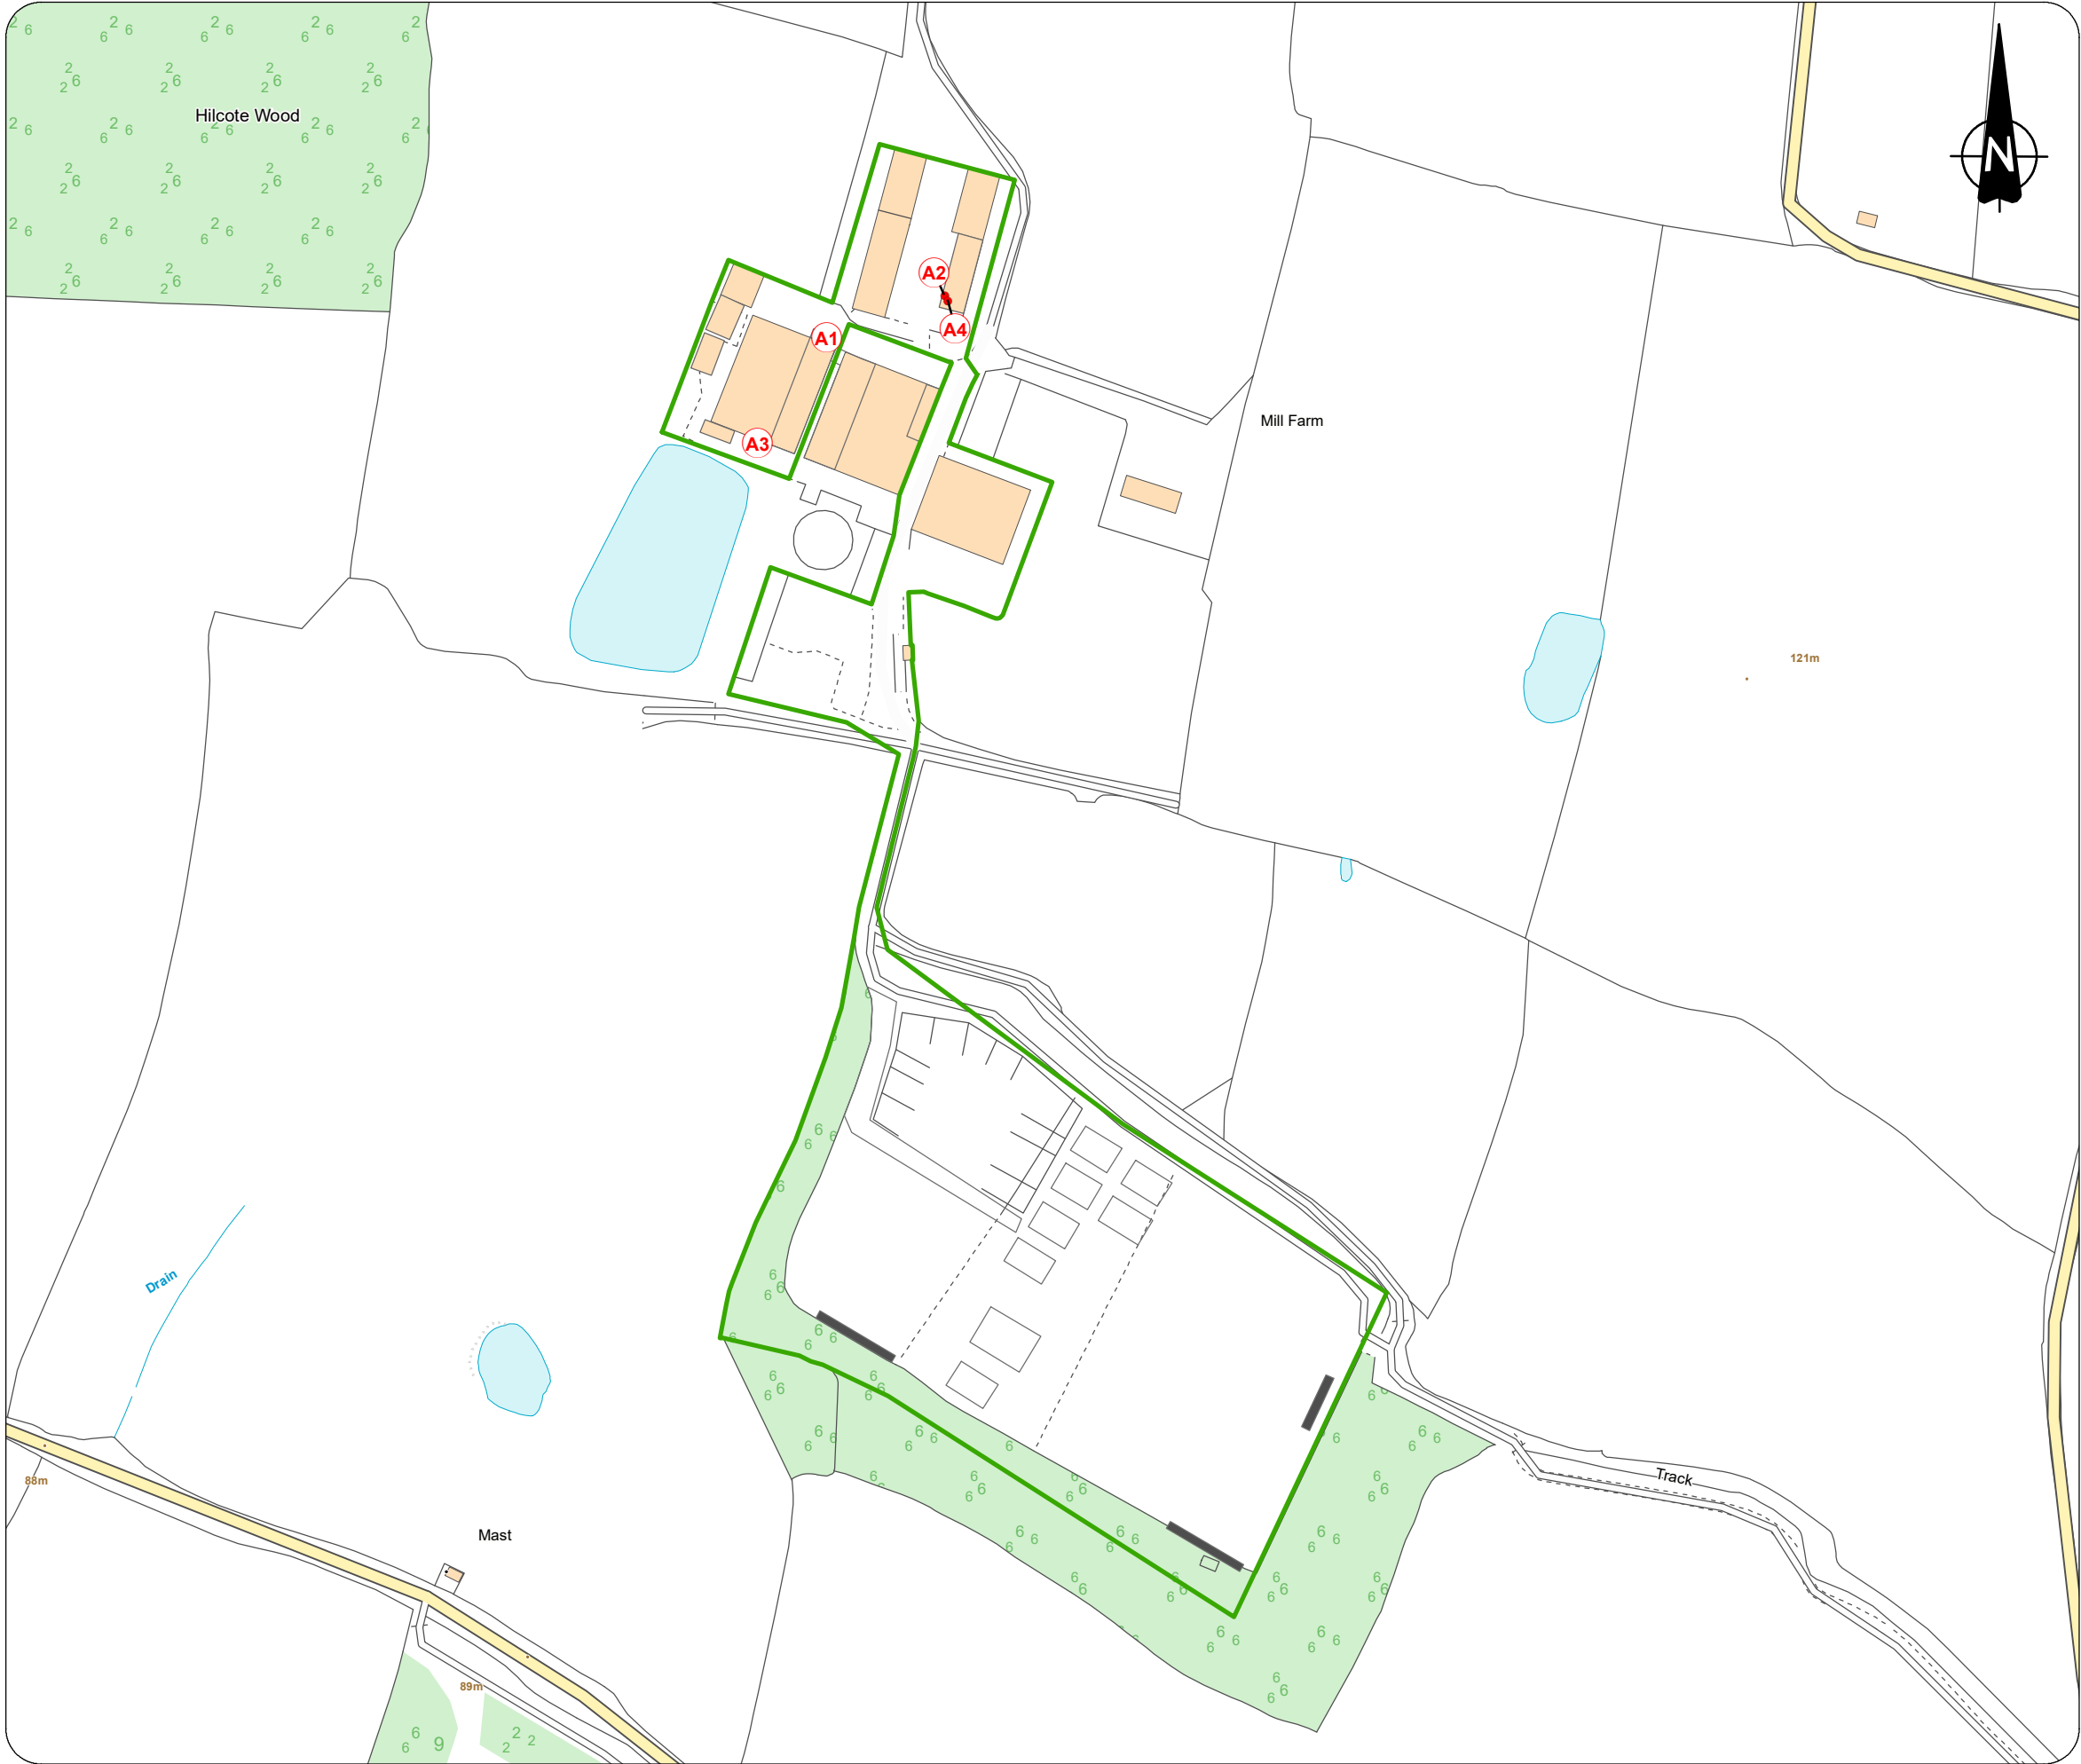 Hilcote Wood
N
A2
A4
A1
Mill Farm
A3
121m
Drain
Track
88m
Mast
89m